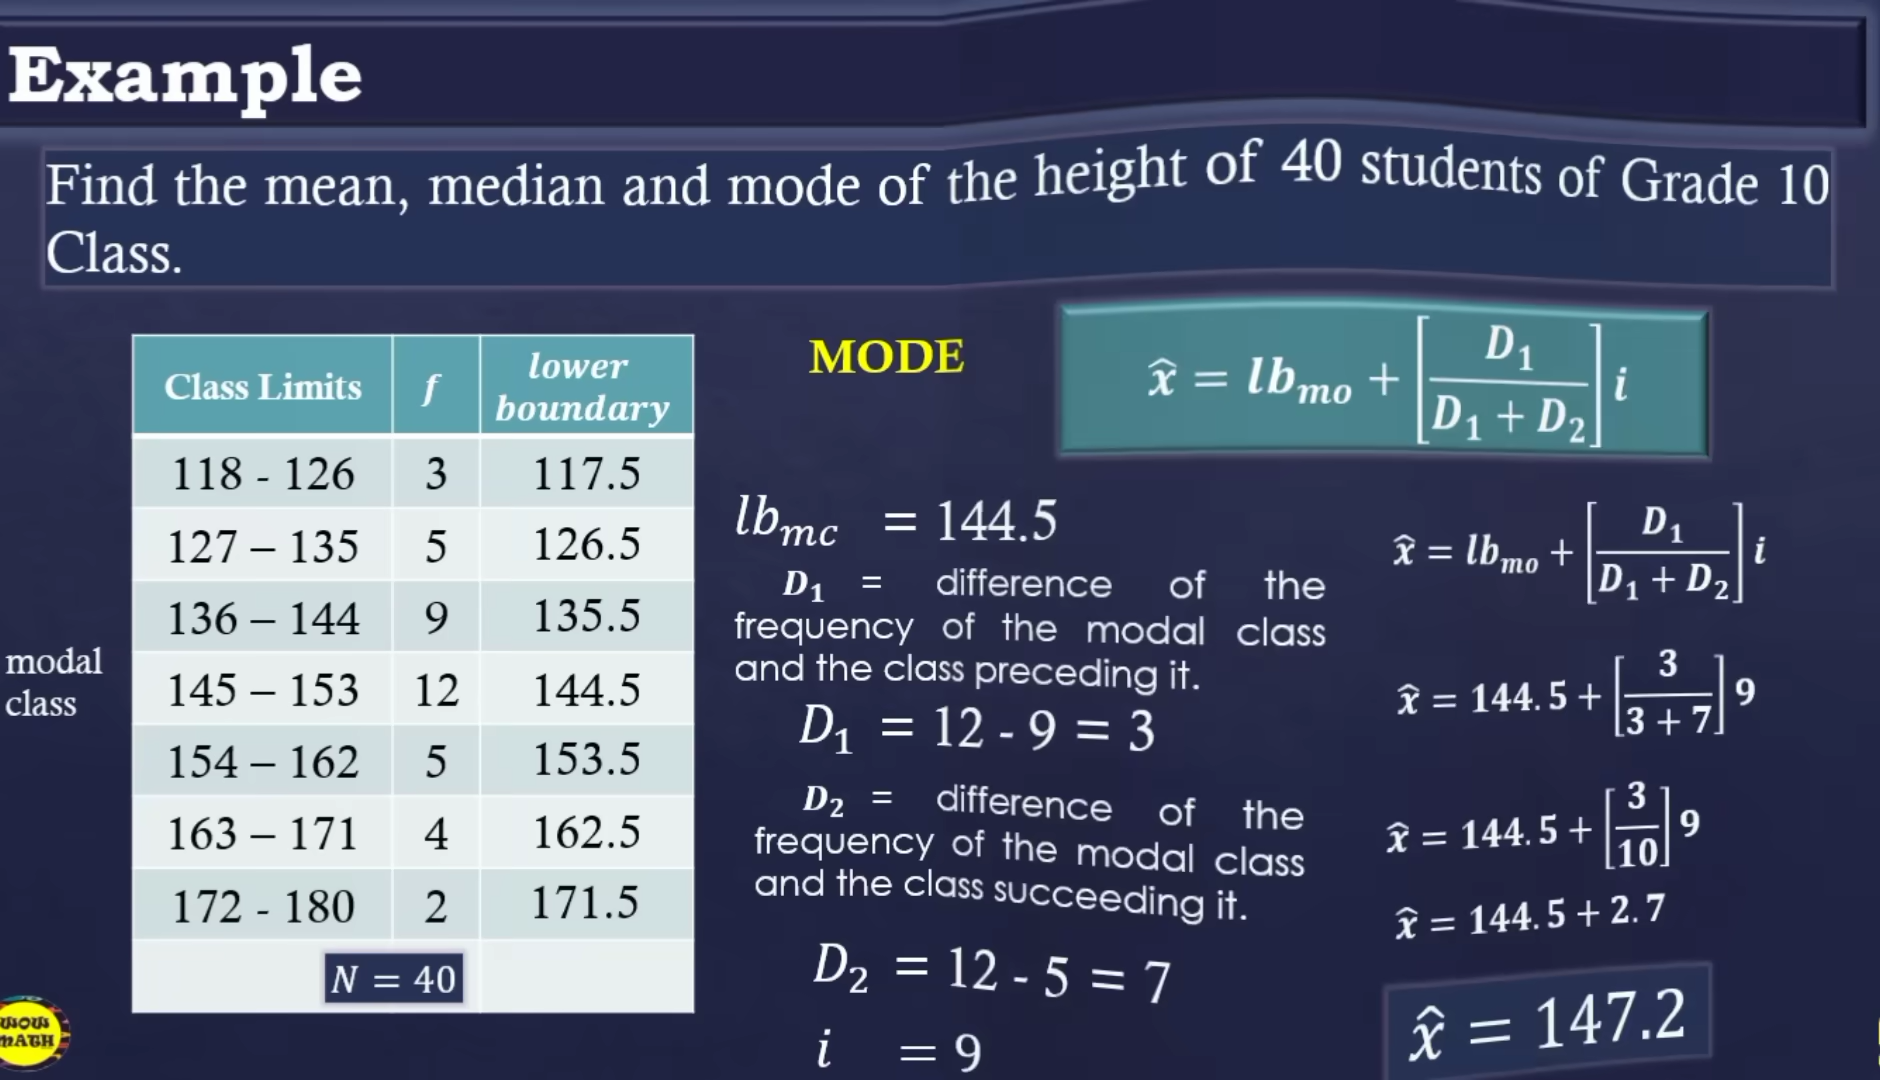 Example
Find the mean, median and mode of the height of 40 students of Grade 10
Class.
Class Limits f lower boundary
118 - 126 3 117.5
127 – 135 5 126.5
136 – 144 9 135.5
modal class
145 – 153 12 144.5
154 – 162 5 153.5
163 – 171 4 162.5
172 - 180 2 171.5
N = 40
MODE
x̂ = lb_mo + [D₁ / (D₁ + D₂)] i
lb_mc = 144.5
D₁ = difference of the
frequency of the modal class
and the class preceding it.
D₁ = 12 - 9 = 3
D₂ = difference of the
frequency of the modal class
and the class succeeding it.
D₂ = 12 - 5 = 7
i = 9
x̂ = lb_mo + [D₁ / (D₁ + D₂)] i
x̂ = 144.5 + [3 / (3 + 7)] 9
x̂ = 144.5 + [3 / 10] 9
x̂ = 144.5 + 2.7
x̂ = 147.2
WOW
MATH